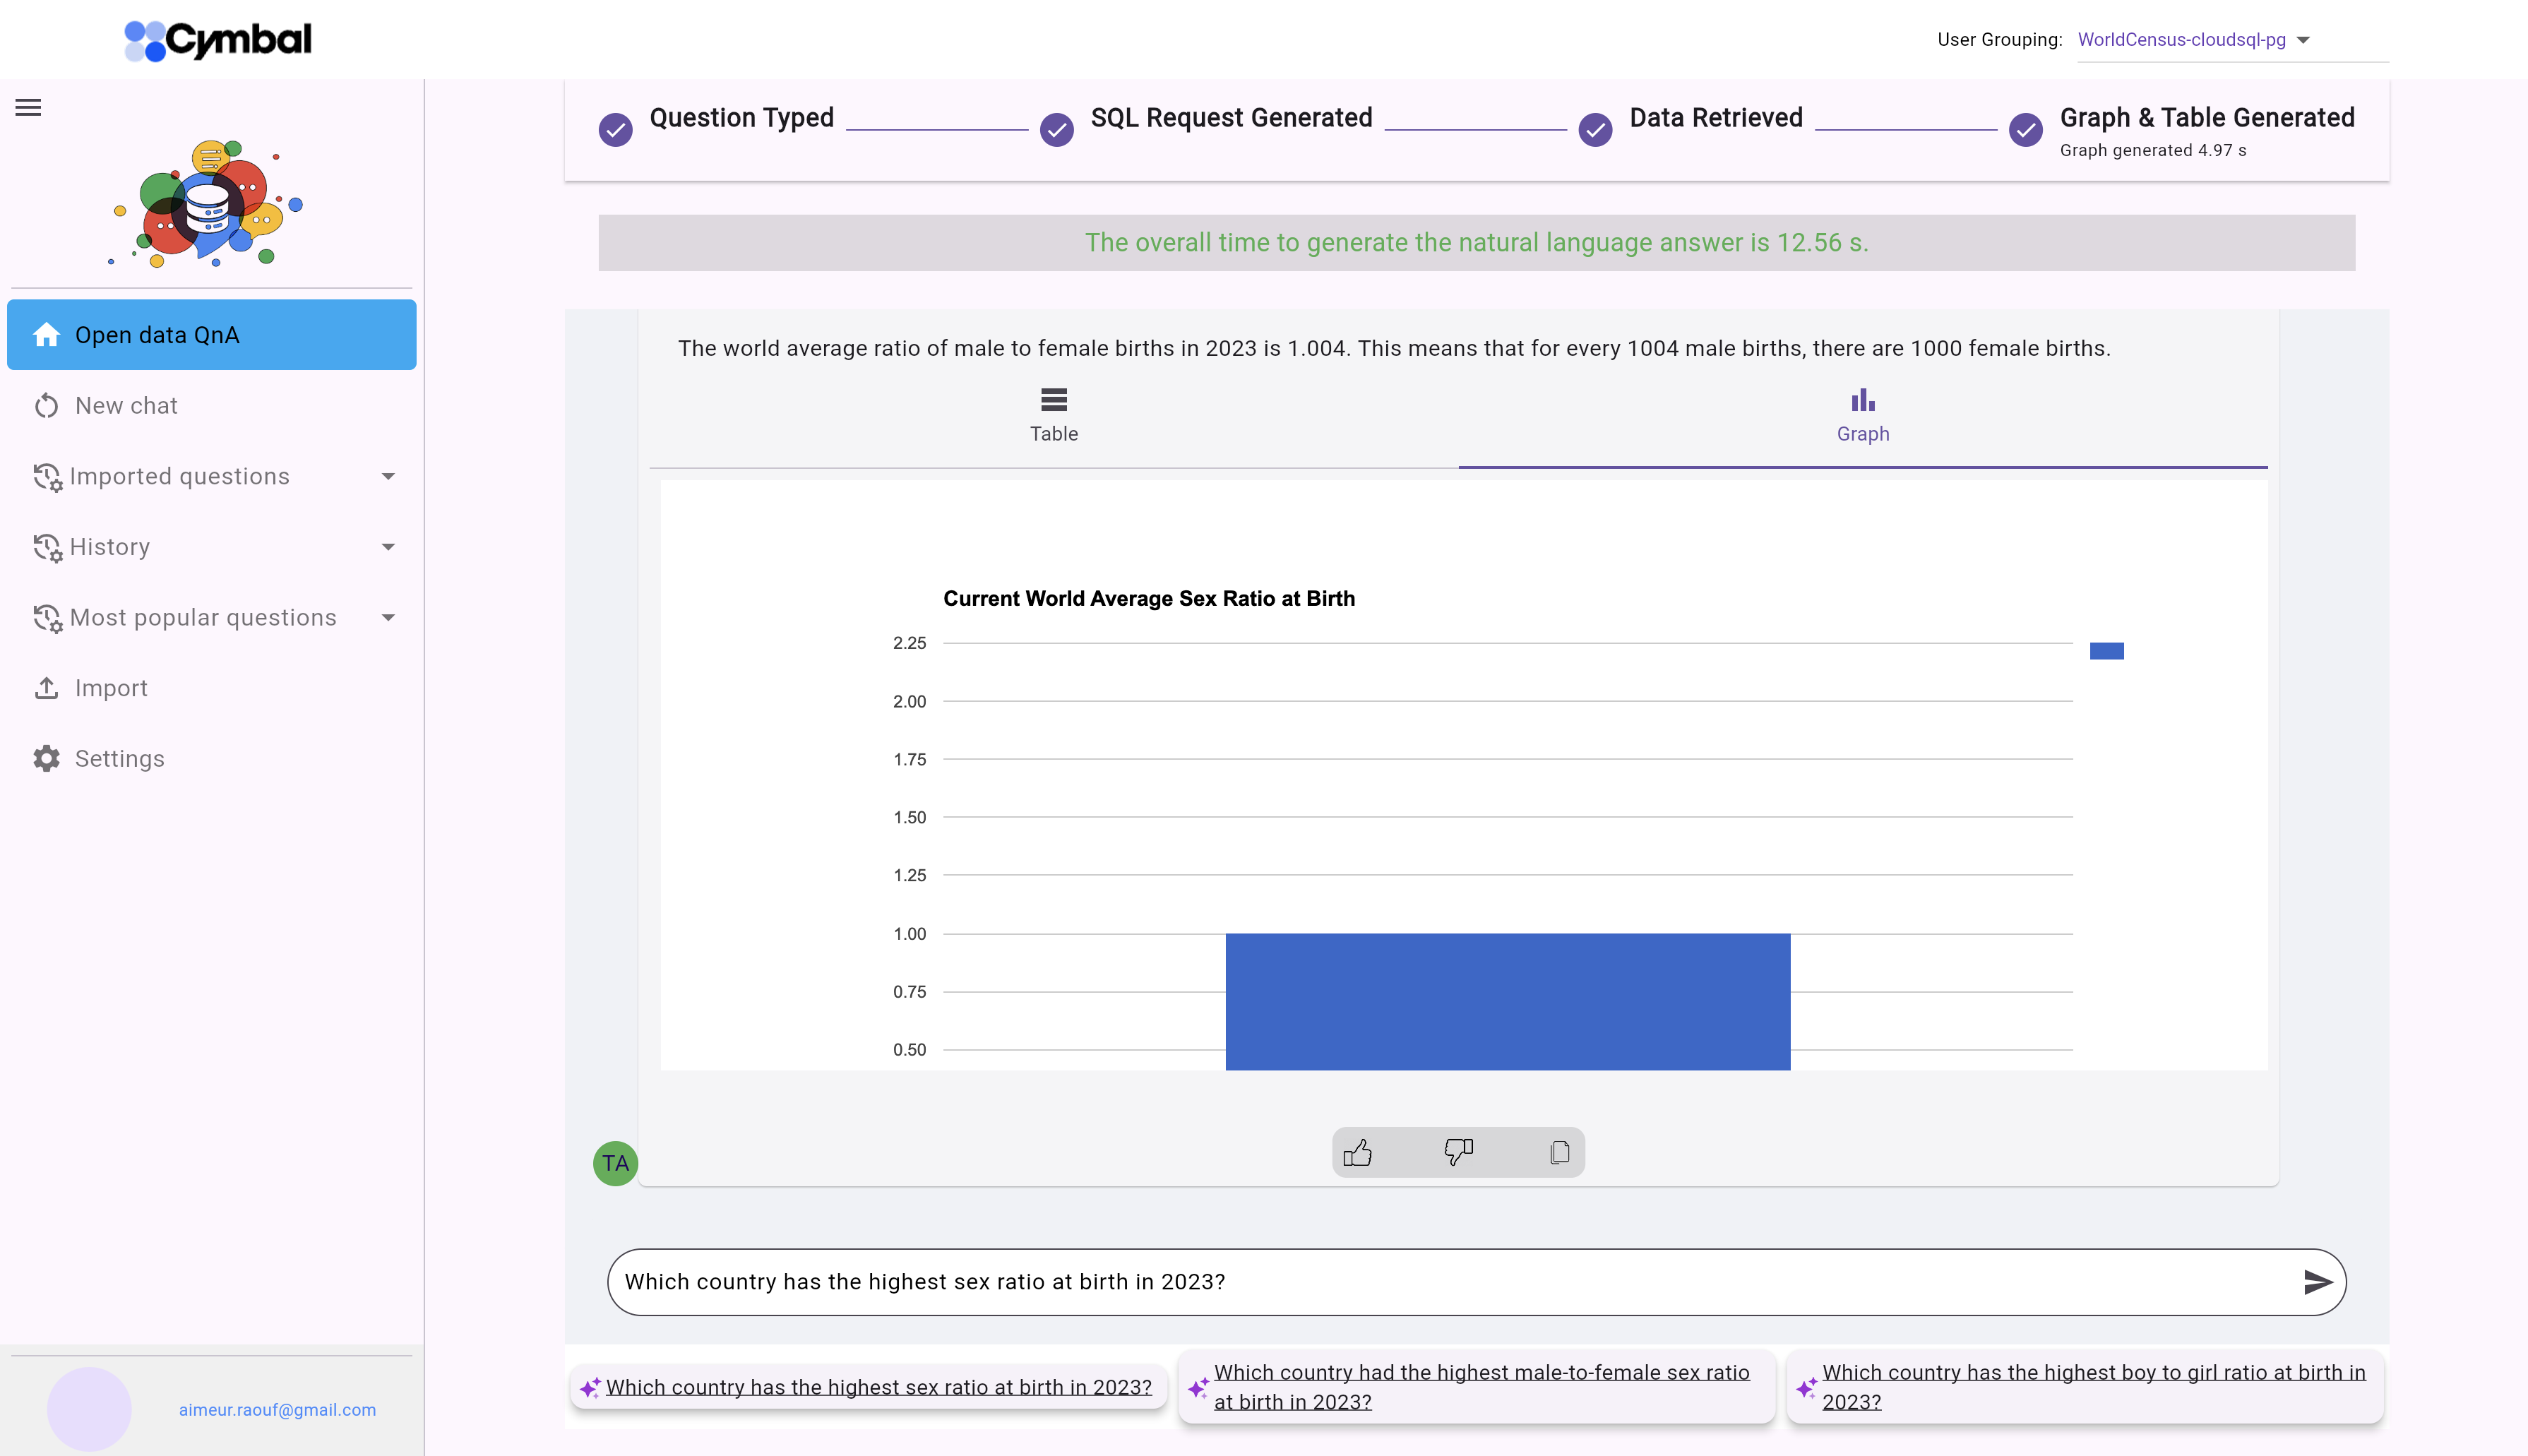 Cymbal
User Grouping: WorldCensus-cloudsql-pg
Question Typed
SQL Request Generated
Data Retrieved
Graph & Table Generated
Graph generated 4.97 s
The overall time to generate the natural language answer is 12.56 s.
Open data QnA
New chat
Imported questions
History
Most popular questions
Import
Settings
The world average ratio of male to female births in 2023 is 1.004. This means that for every 1004 male births, there are 1000 female births.
Table
Graph
Current World Average Sex Ratio at Birth
2.25
2.00
1.75
1.50
1.25
1.00
0.75
0.50
TA
Which country has the highest sex ratio at birth in 2023?
Which country has the highest sex ratio at birth in 2023?
Which country had the highest male-to-female sex ratio
at birth in 2023?
Which country has the highest boy to girl ratio at birth in
2023?
aimeur.raouf@gmail.com